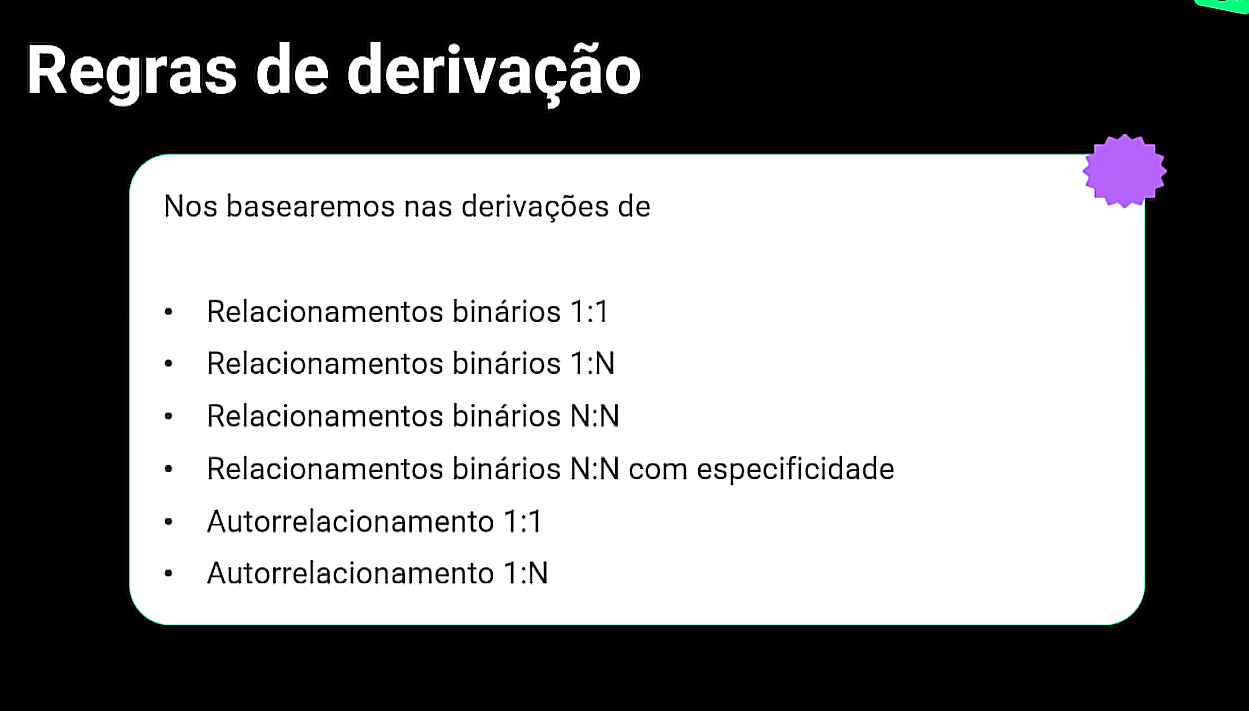 Regras de derivação
Nos basearemos nas derivações de
• Relacionamentos binários 1:1
• Relacionamentos binários 1:N
• Relacionamentos binários N:N
• Relacionamentos binários N:N com especificidade
• Autorrelacionamento 1:1
• Autorrelacionamento 1:N